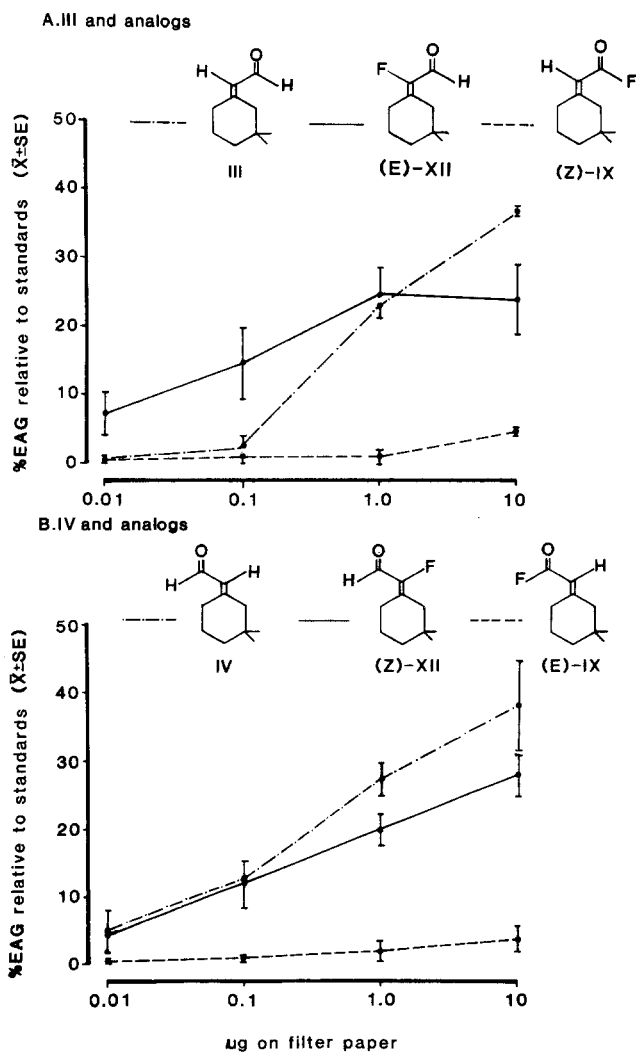 A.III and analogs
H
O
H
F
O
H
H
O
F
III
(E)-XII
(Z)-IX
%EAG relative to standards (X̄±SE)
50
40
30
20
10
0
0.01
0.1
1.0
10
B.IV and analogs
O
H
H
O
H
F
O
F
H
IV
(Z)-XII
(E)-IX
%EAG relative to standards (X̄±SE)
50
40
30
20
10
0
0.01
0.1
1.0
10
ug on filter paper